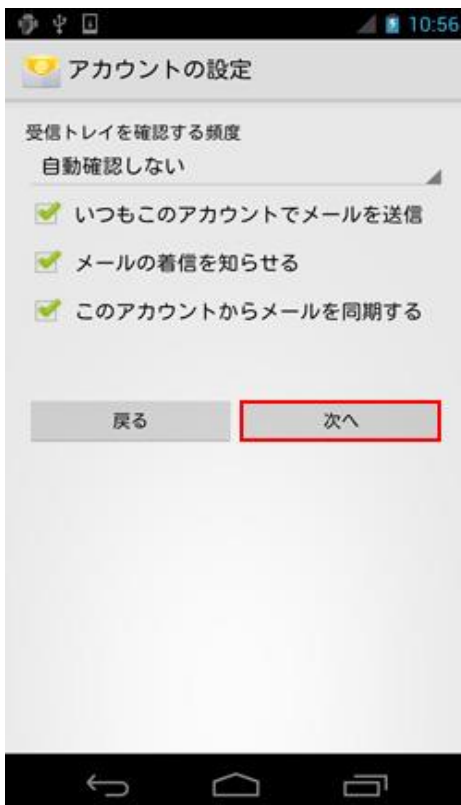 10:56
アカウントの設定
受信トレイを確認する頻度
自動確認しない
いつもこのアカウントでメールを送信
メールの着信を知らせる
このアカウントからメールを同期する
戻る
次へ